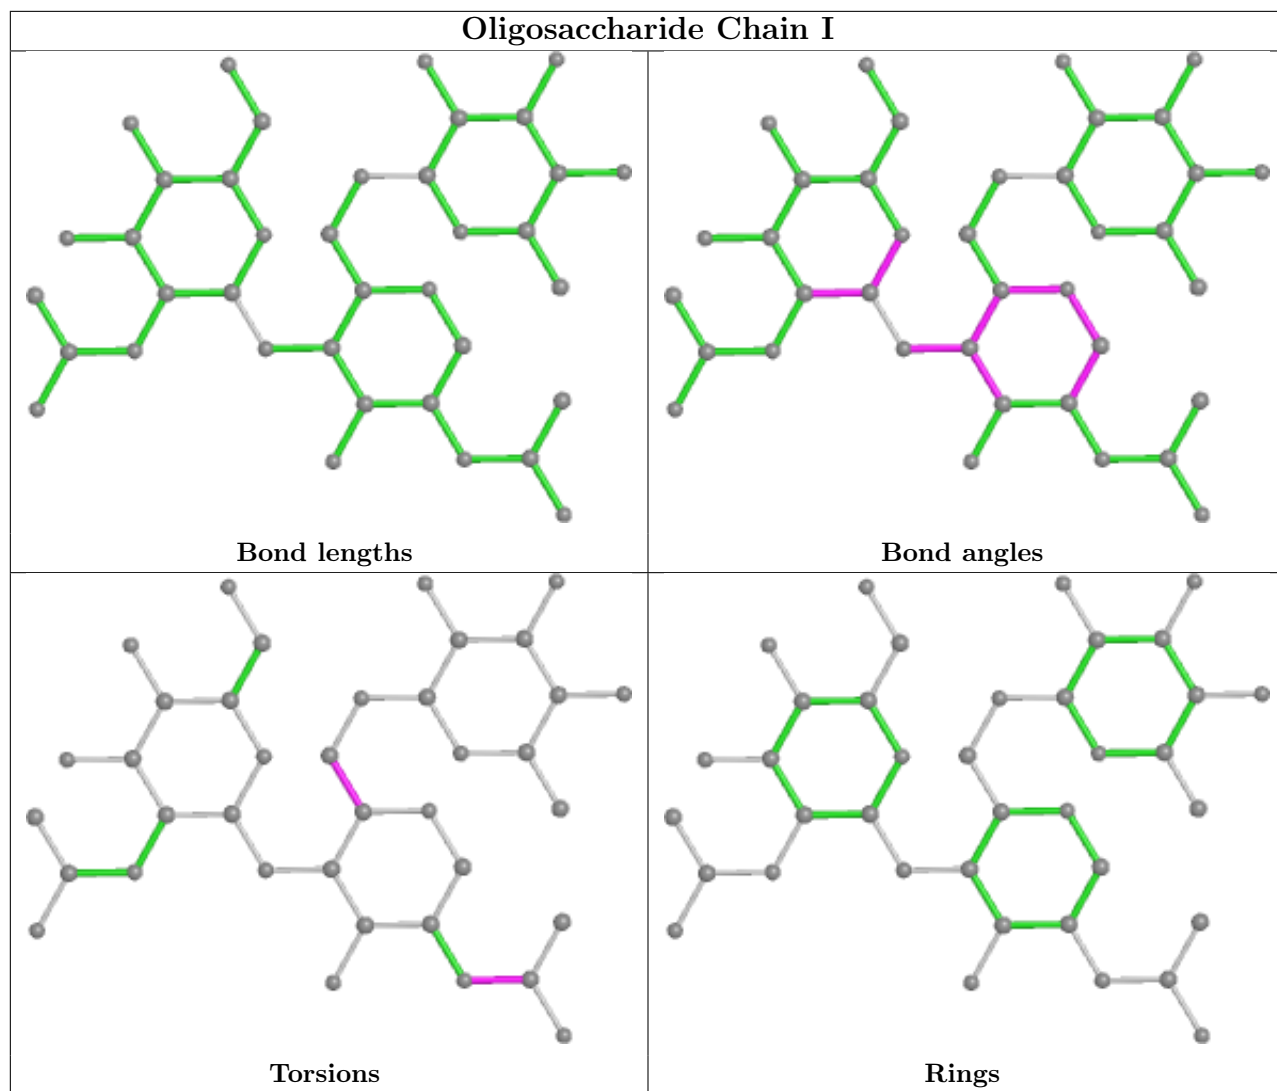 Oligosaccharide Chain I
Bond lengths
Bond angles
Torsions
Rings